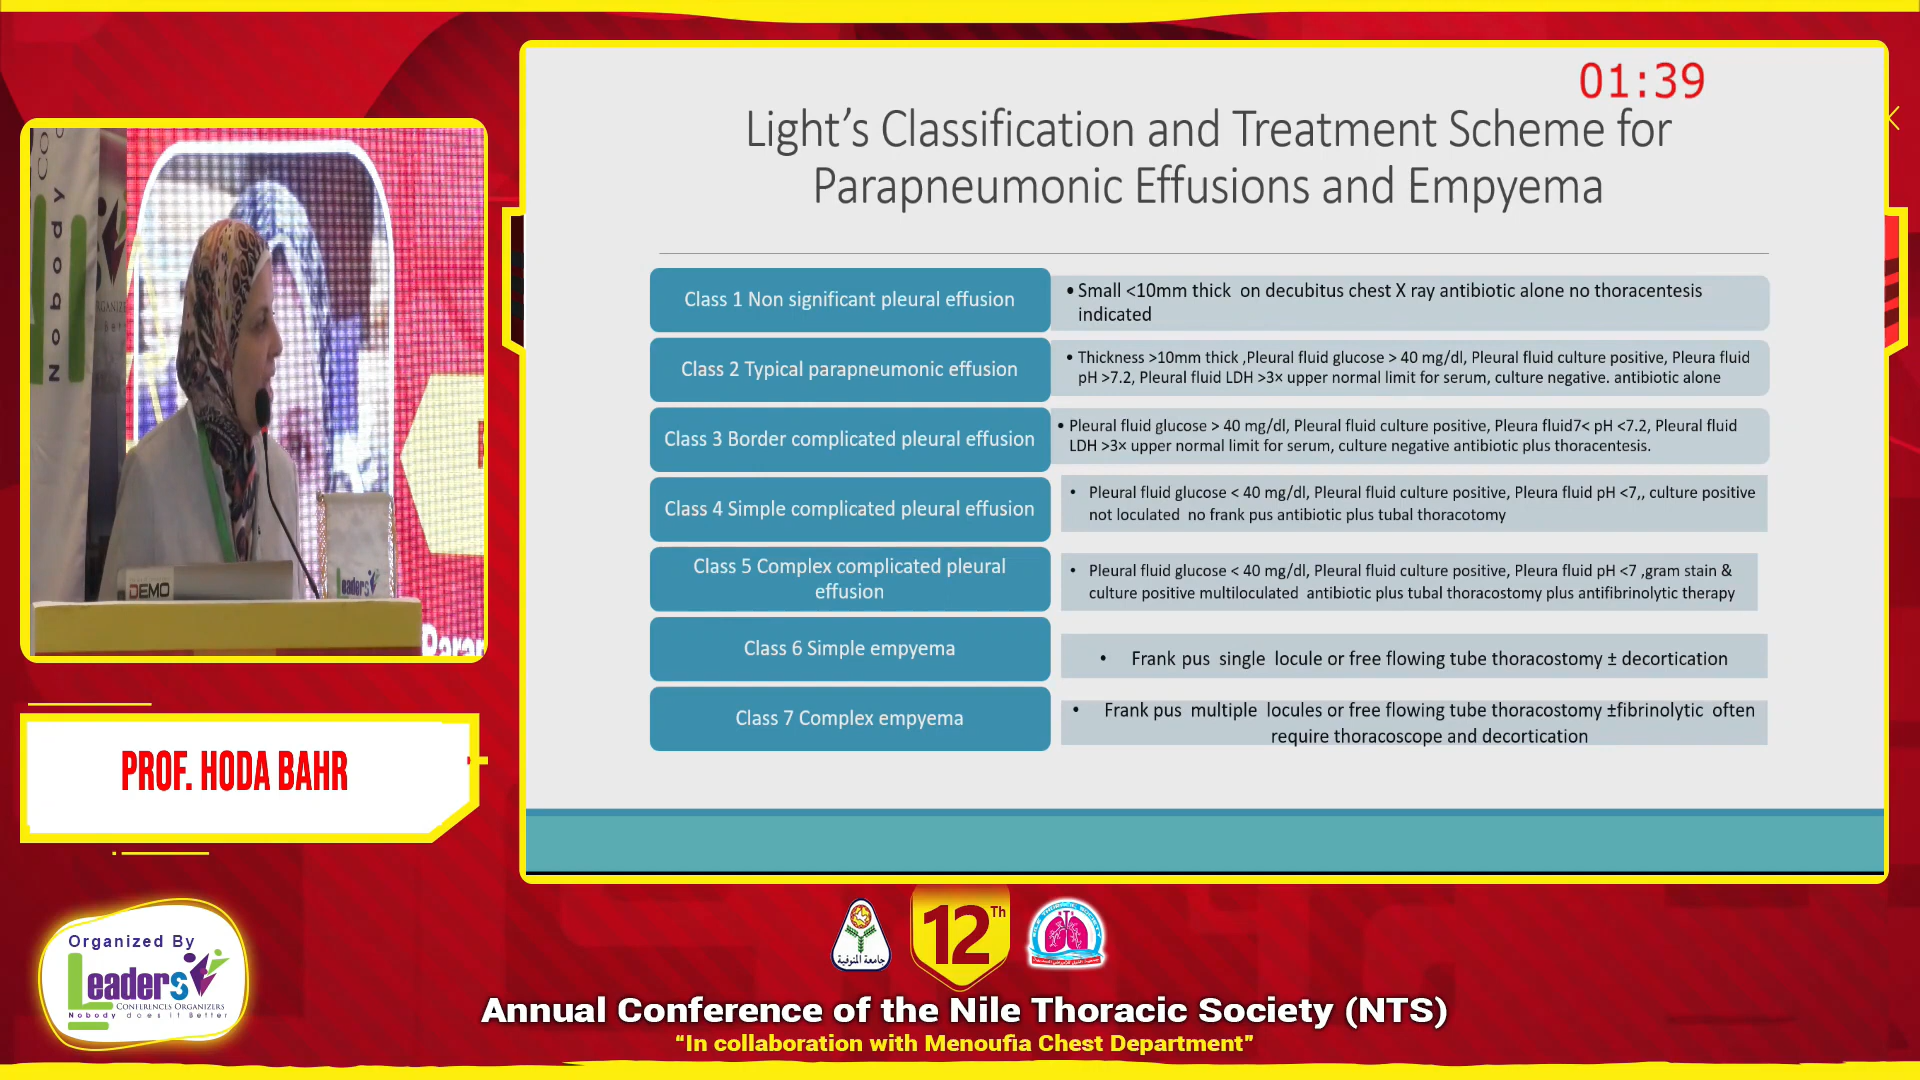 01:39
Light’s Classification and Treatment Scheme for
Parapneumonic Effusions and Empyema
Class 1 Non significant pleural effusion
• Small <10mm thick on decubitus chest X ray antibiotic alone no thoracentesis
indicated
Class 2 Typical parapneumonic effusion
• Thickness >10mm thick ,Pleural fluid glucose > 40 mg/dl, Pleural fluid culture positive, Pleura fluid
pH >7.2, Pleural fluid LDH >3× upper normal limit for serum, culture negative. antibiotic alone
Class 3 Border complicated pleural effusion
• Pleural fluid glucose > 40 mg/dl, Pleural fluid culture positive, Pleura fluid7< pH <7.2, Pleural fluid
LDH >3× upper normal limit for serum, culture negative antibiotic plus thoracentesis.
Class 4 Simple complicated pleural effusion
• Pleural fluid glucose < 40 mg/dl, Pleural fluid culture positive, Pleura fluid pH <7,, culture positive
not loculated no frank pus antibiotic plus tubal thoracotomy
Class 5 Complex complicated pleural
effusion
• Pleural fluid glucose < 40 mg/dl, Pleural fluid culture positive, Pleura fluid pH <7 ,gram stain &
culture positive multiloculated antibiotic plus tubal thoracostomy plus antifibrinolytic therapy
Class 6 Simple empyema
• Frank pus single locule or free flowing tube thoracostomy ± decortication
Class 7 Complex empyema
• Frank pus multiple locules or free flowing tube thoracostomy ±fibrinolytic often
require thoracoscope and decortication
Nobody
DEMO
Leaders
PROF. HODA BAHR
Organized By
Leaders
CONFERENCES ORGANIZERS
Nobody does it Better
جامعة المنوفية
12Th
NILE THORACIC SOCIETY
Annual Conference of the Nile Thoracic Society (NTS)
“In collaboration with Menoufia Chest Department”